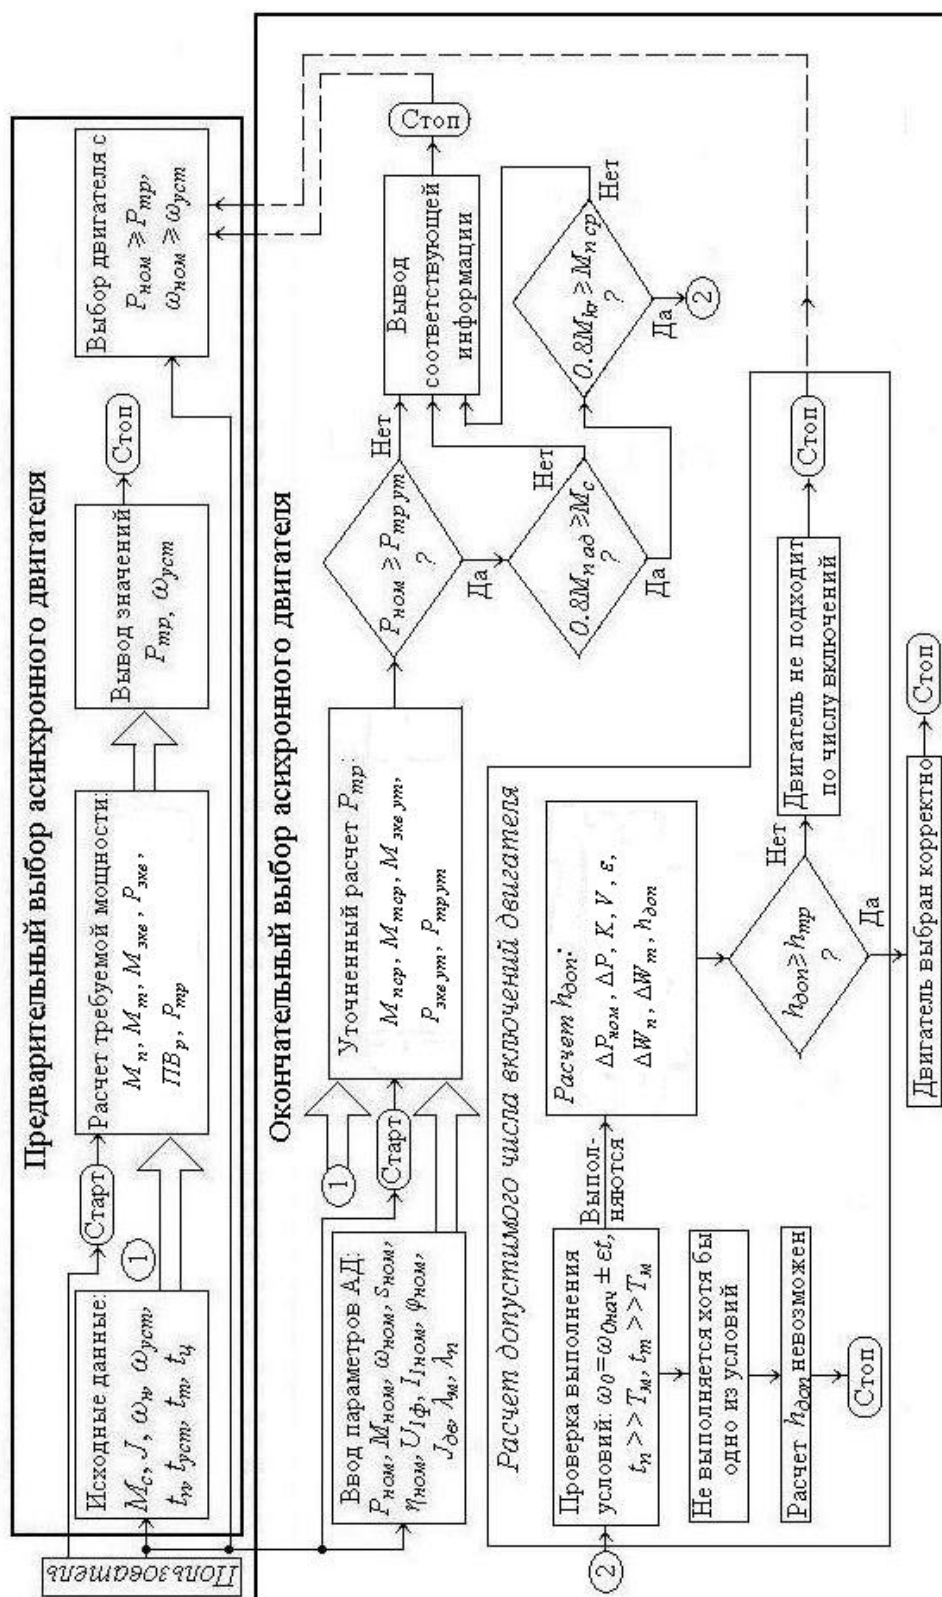 Пользователь
Предварительный выбор асинхронного двигателя
Исходные данные:
M_c, J, ω_н, ω_уст,
t_п, t_уст, t_т, t_ц
1
Старт
Расчет требуемой мощности:
M_п, M_т, M_экв, P_экв,
ПВ_р, P_тр
Вывод значений
P_тр, ω_уст
Стоп
Выбор двигателя с
P_ном ≥ P_тр,
ω_ном ≥ ω_уст
Окончательный выбор асихронного двигателя
Ввод параметров АД:
P_ном, M_ном, ω_ном, s_ном,
η_ном, U_1ф, I_1ном, φ_ном,
J_дв, λ_м, λ_п
1
Старт
Уточненный расчет P_тр:
M_пср, M_тср, M_экв ут,
P_экв ут, P_тр ут
P_ном ≥ P_тр ут
?
Нет
Да
0.8M_п ад ≥ M_c
?
Нет
Да
Вывод
соответствующей
информации
Стоп
0.8M_kr ≥ M_п ср
?
Нет
Да
2
Расчет допустимого числа включений двигателя
2
Проверка выполнения
условий: ω_0=ω_0нач ± εt,
t_п >> T_м, t_т >> T_м
Выпол-
няются
Не выполняется хотя бы
одно из условий
Расчет h_доп невозможен
Стоп
Расчет h_доп:
ΔP_ном, ΔP, K, V, ε,
ΔW_п, ΔW_т, h_доп
h_доп ≥ h_тр
?
Нет
Да
Двигатель не подходит
по числу включений
Стоп
Двигатель выбран корректно
Стоп